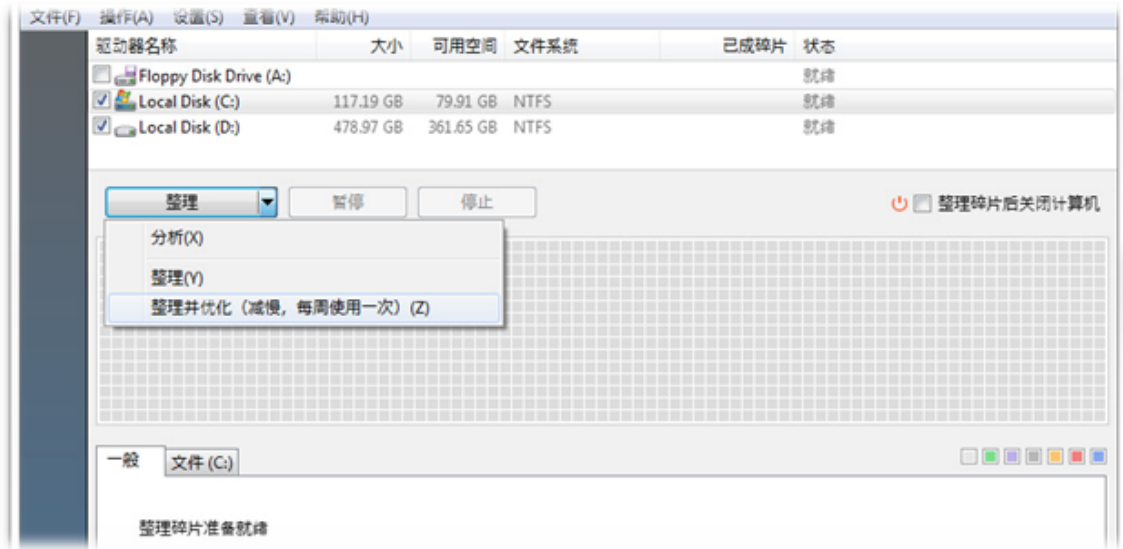 文件(F) 操作(A) 设置(S) 查看(V) 帮助(H)
驱动器名称 大小 可用空间 文件系统 已成碎片 状态
Floppy Disk Drive (A:) 就绪
Local Disk (C:) 117.19 GB 79.91 GB NTFS 就绪
Local Disk (D:) 478.97 GB 361.65 GB NTFS 就绪
整理 暂停 停止 整理碎片后关闭计算机
分析(X)
整理(Y)
整理并优化（减慢，每周使用一次）(Z)
一般 文件 (C:)
整理碎片准备就绪